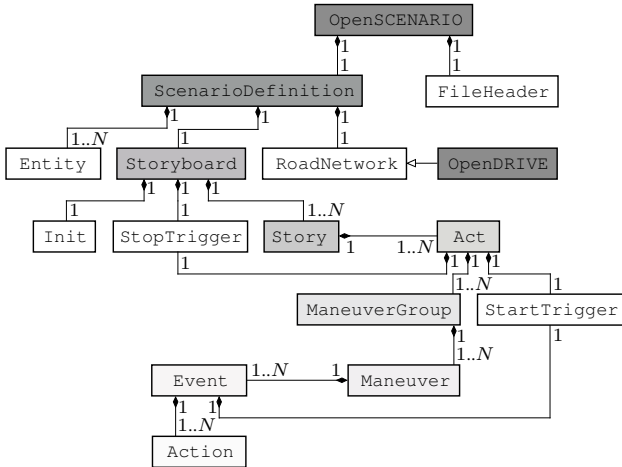 OpenSCENARIO
1 1
1 1
ScenarioDefinition FileHeader
1 1 1
1..N 1 1
Entity Storyboard RoadNetwork OpenDRIVE
1 1 1
1 1 1..N
Init StopTrigger Story 1 1..N Act
1 1 1
1 1..N 1
ManeuverGroup StartTrigger
1 1
1..N
Event 1..N 1 Maneuver
1 1
1..N
Action